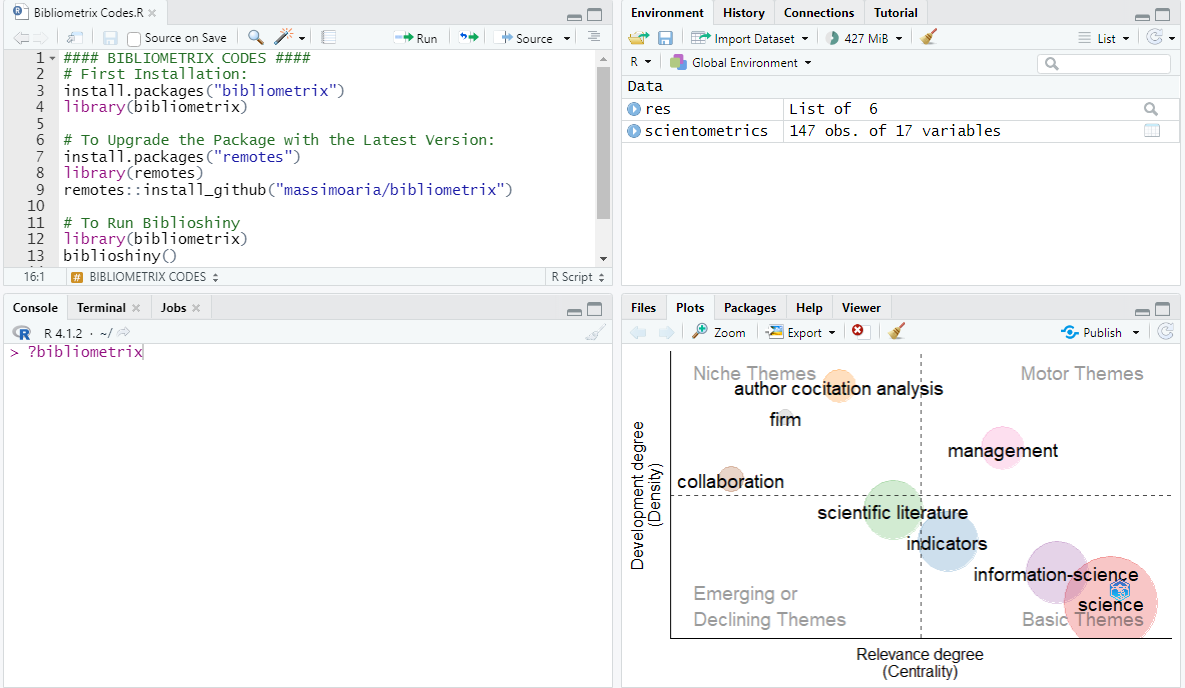 Bibliometrix Codes.R
Source on Save
Run
Source
1 #### BIBLIOMETRIX CODES ####
2 # First Installation:
3 install.packages("bibliometrix")
4 library(bibliometrix)
5
6 # To Upgrade the Package with the Latest Version:
7 install.packages("remotes")
8 library(remotes)
9 remotes::install_github("massimoaria/bibliometrix")
10
11 # To Run Biblioshiny
12 library(bibliometrix)
13 biblioshiny()
16:1 # BIBLIOMETRIX CODES R Script
Environment History Connections Tutorial
Import Dataset 427 MiB List
R Global Environment
Data
res List of 6
scientometrics 147 obs. of 17 variables
Console Terminal Jobs
R R 4.1.2 · ~/
> ?bibliometrix
Files Plots Packages Help Viewer
Zoom Export Publish
Niche Themes Motor Themes
author cocitation analysis
firm
management
collaboration
scientific literature
indicators
information-science
science
Emerging or
Declining Themes
Basic Themes
Development degree
(Density)
Relevance degree
(Centrality)